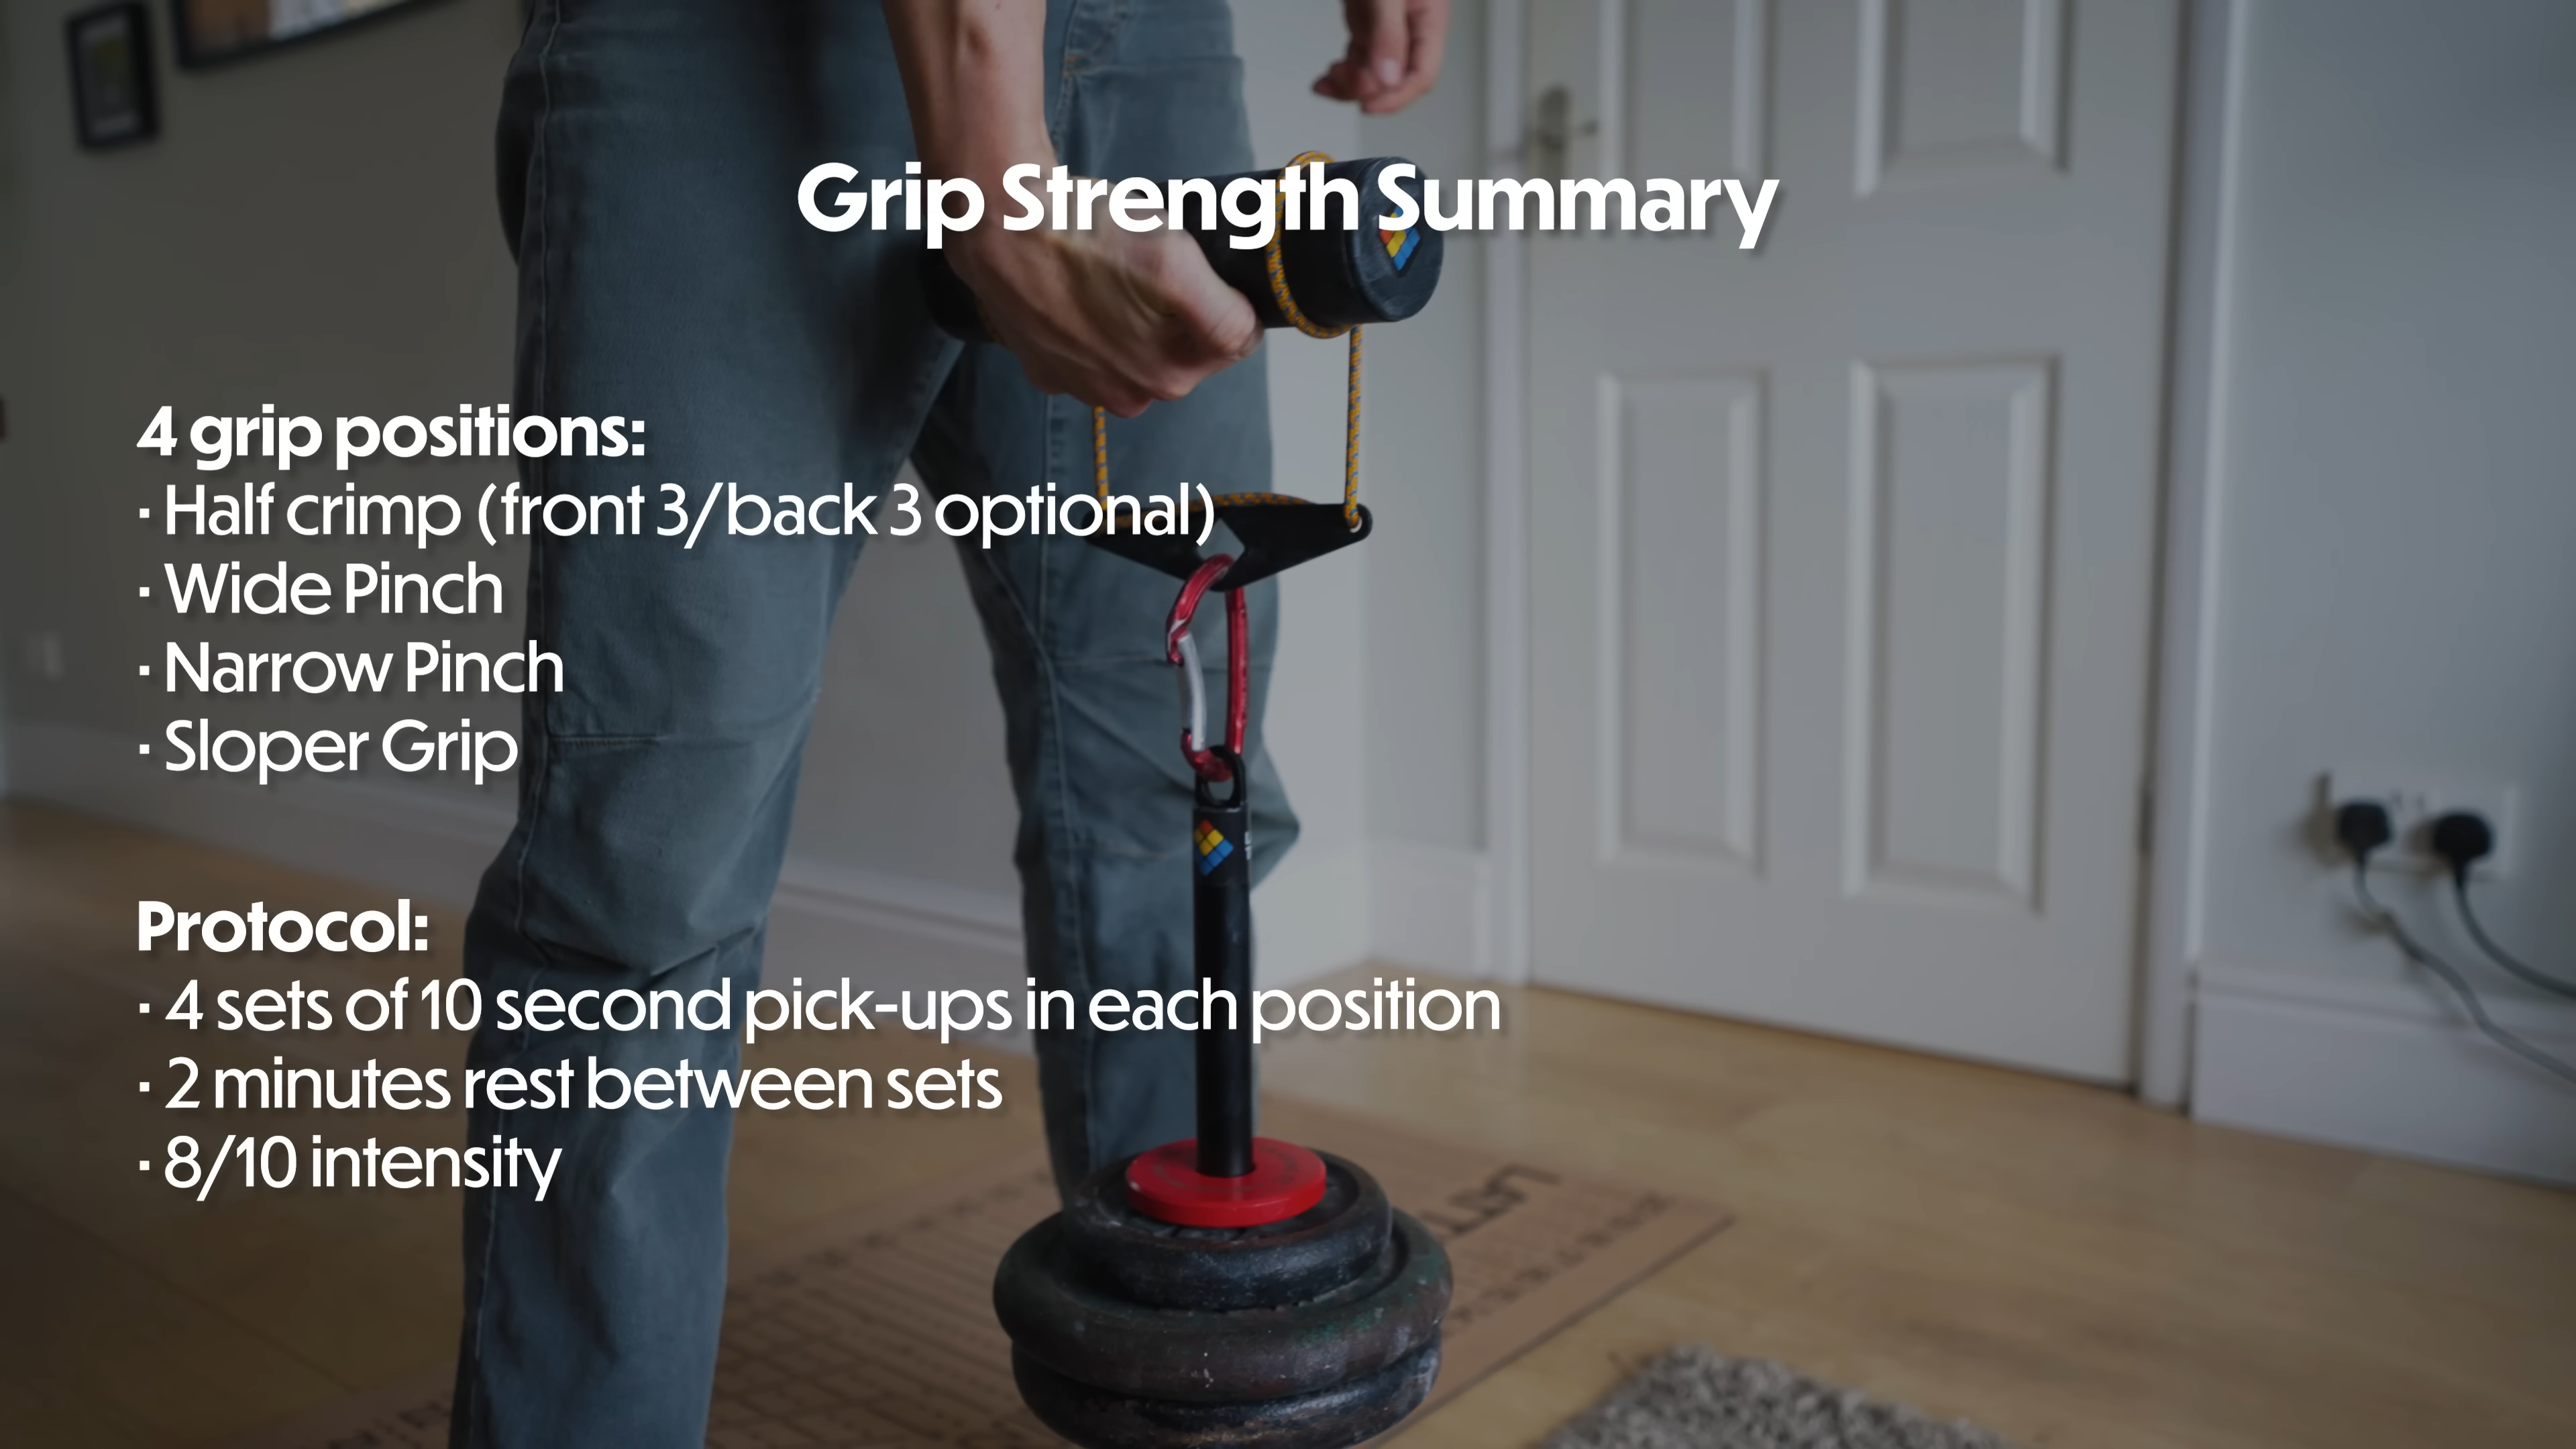 Grip Strength Summary
4 grip positions:
· Half crimp (front 3/back 3 optional)
· Wide Pinch
· Narrow Pinch
· Sloper Grip
Protocol:
· 4 sets of 10 second pick-ups in each position
· 2 minutes rest between sets
· 8/10 intensity